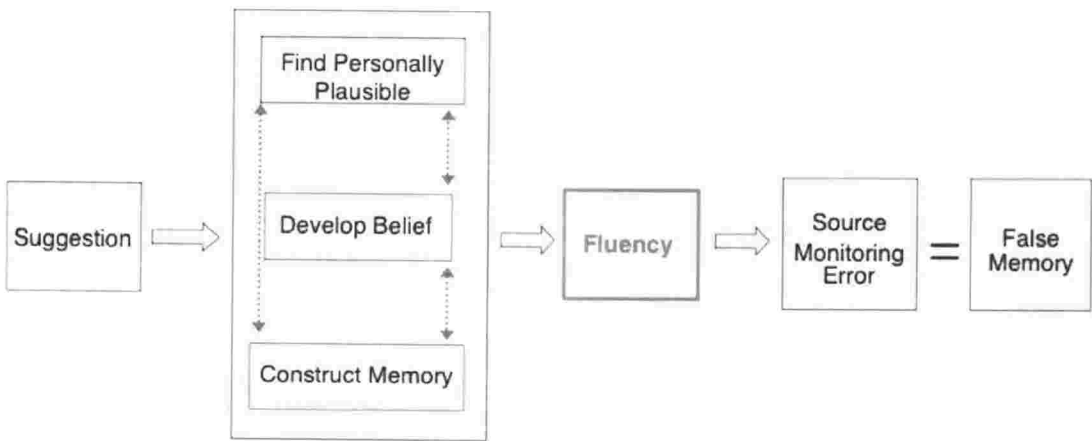 Find Personally
Plausible
Suggestion
Develop Belief
Construct Memory
Fluency
Source
Monitoring
Error
=
False
Memory